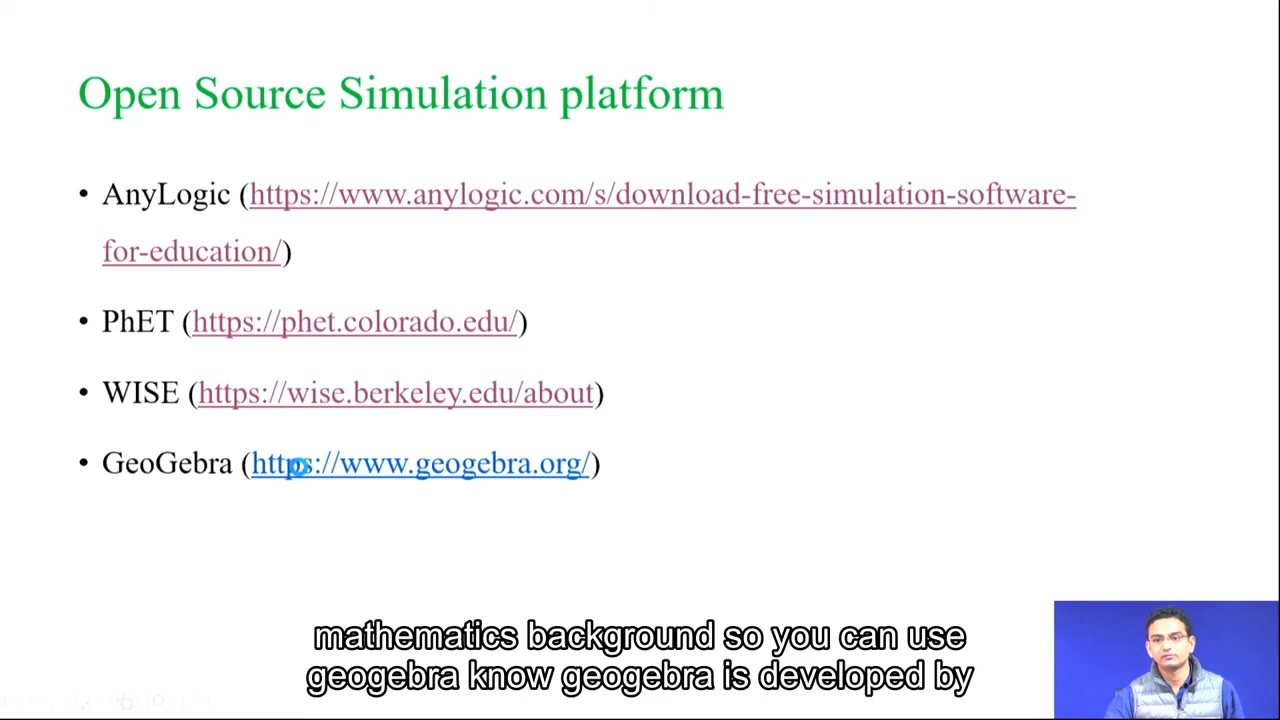 Open Source Simulation platform
• AnyLogic (https://www.anylogic.com/s/download-free-simulation-software-
for-education/)
• PhET (https://phet.colorado.edu/)
• WISE (https://wise.berkeley.edu/about)
• GeoGebra (https://www.geogebra.org/)
mathematics background so you can use
geogebra know geogebra is developed by